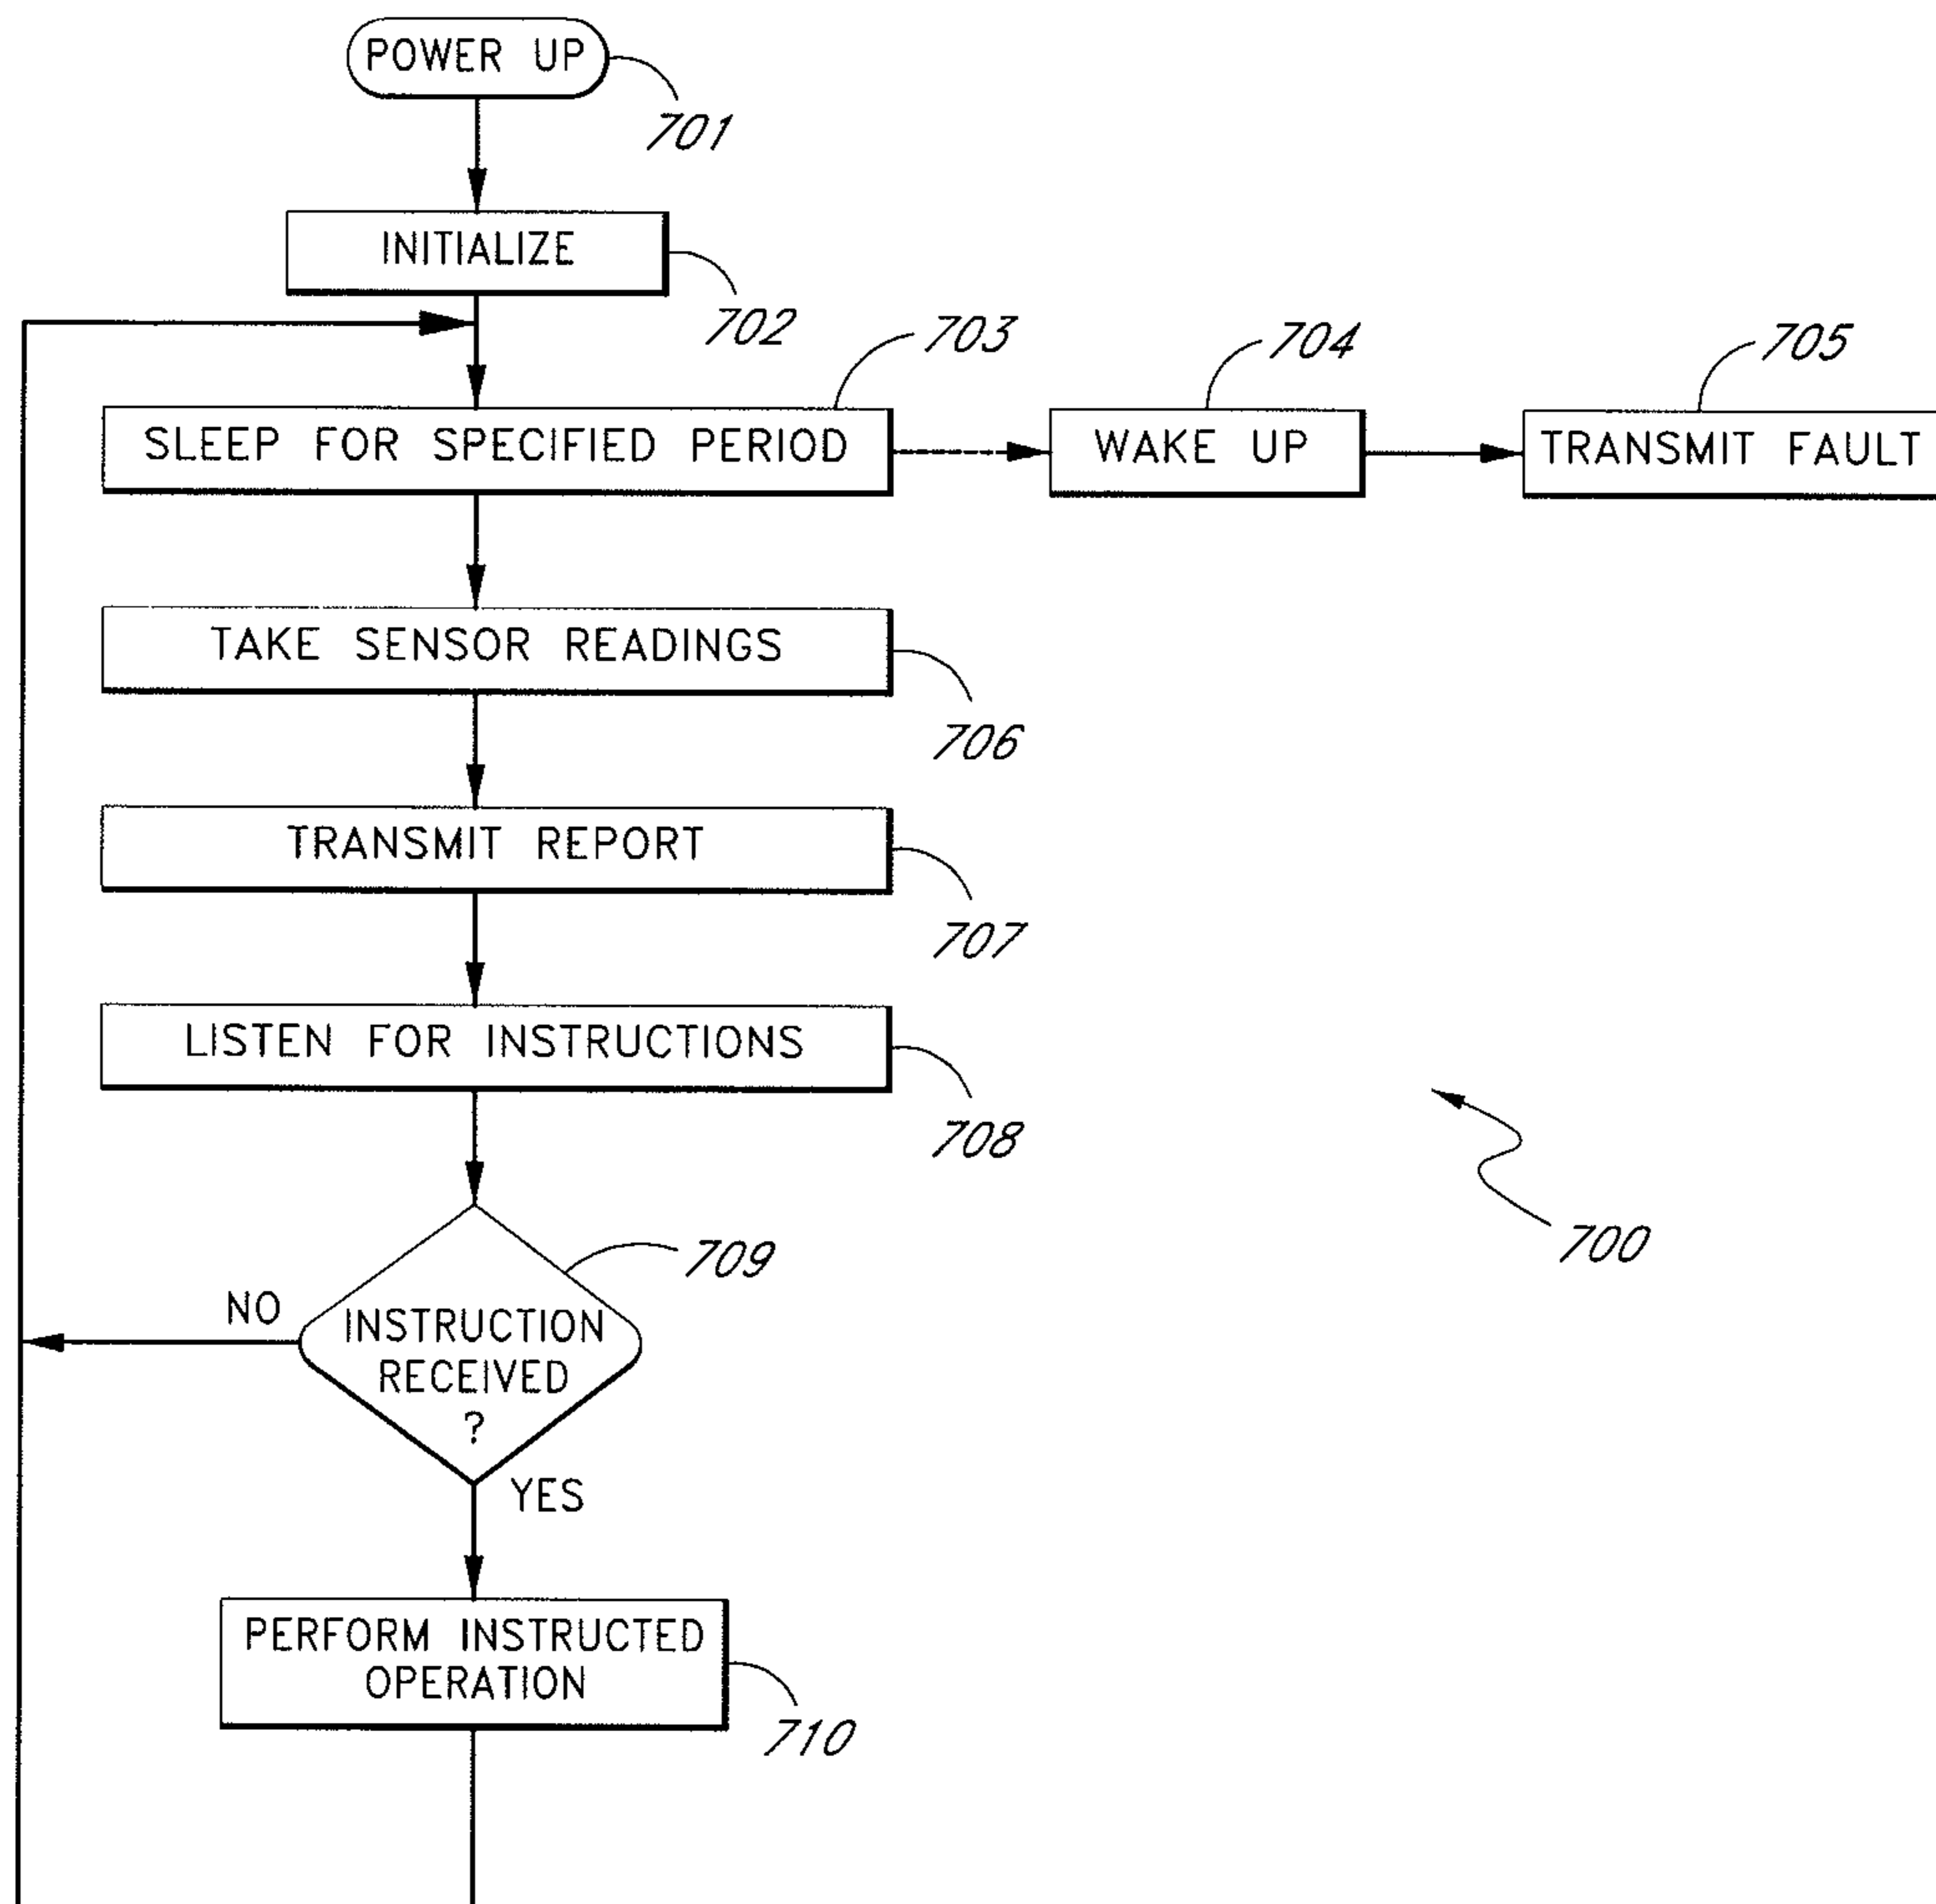 POWER UP
701
INITIALIZE
702
703
704
705
SLEEP FOR SPECIFIED PERIOD
WAKE UP
TRANSMIT FAULT
TAKE SENSOR READINGS
706
TRANSMIT REPORT
707
LISTEN FOR INSTRUCTIONS
708
709
700
NO
INSTRUCTION
RECEIVED
?
YES
PERFORM INSTRUCTED
OPERATION
710